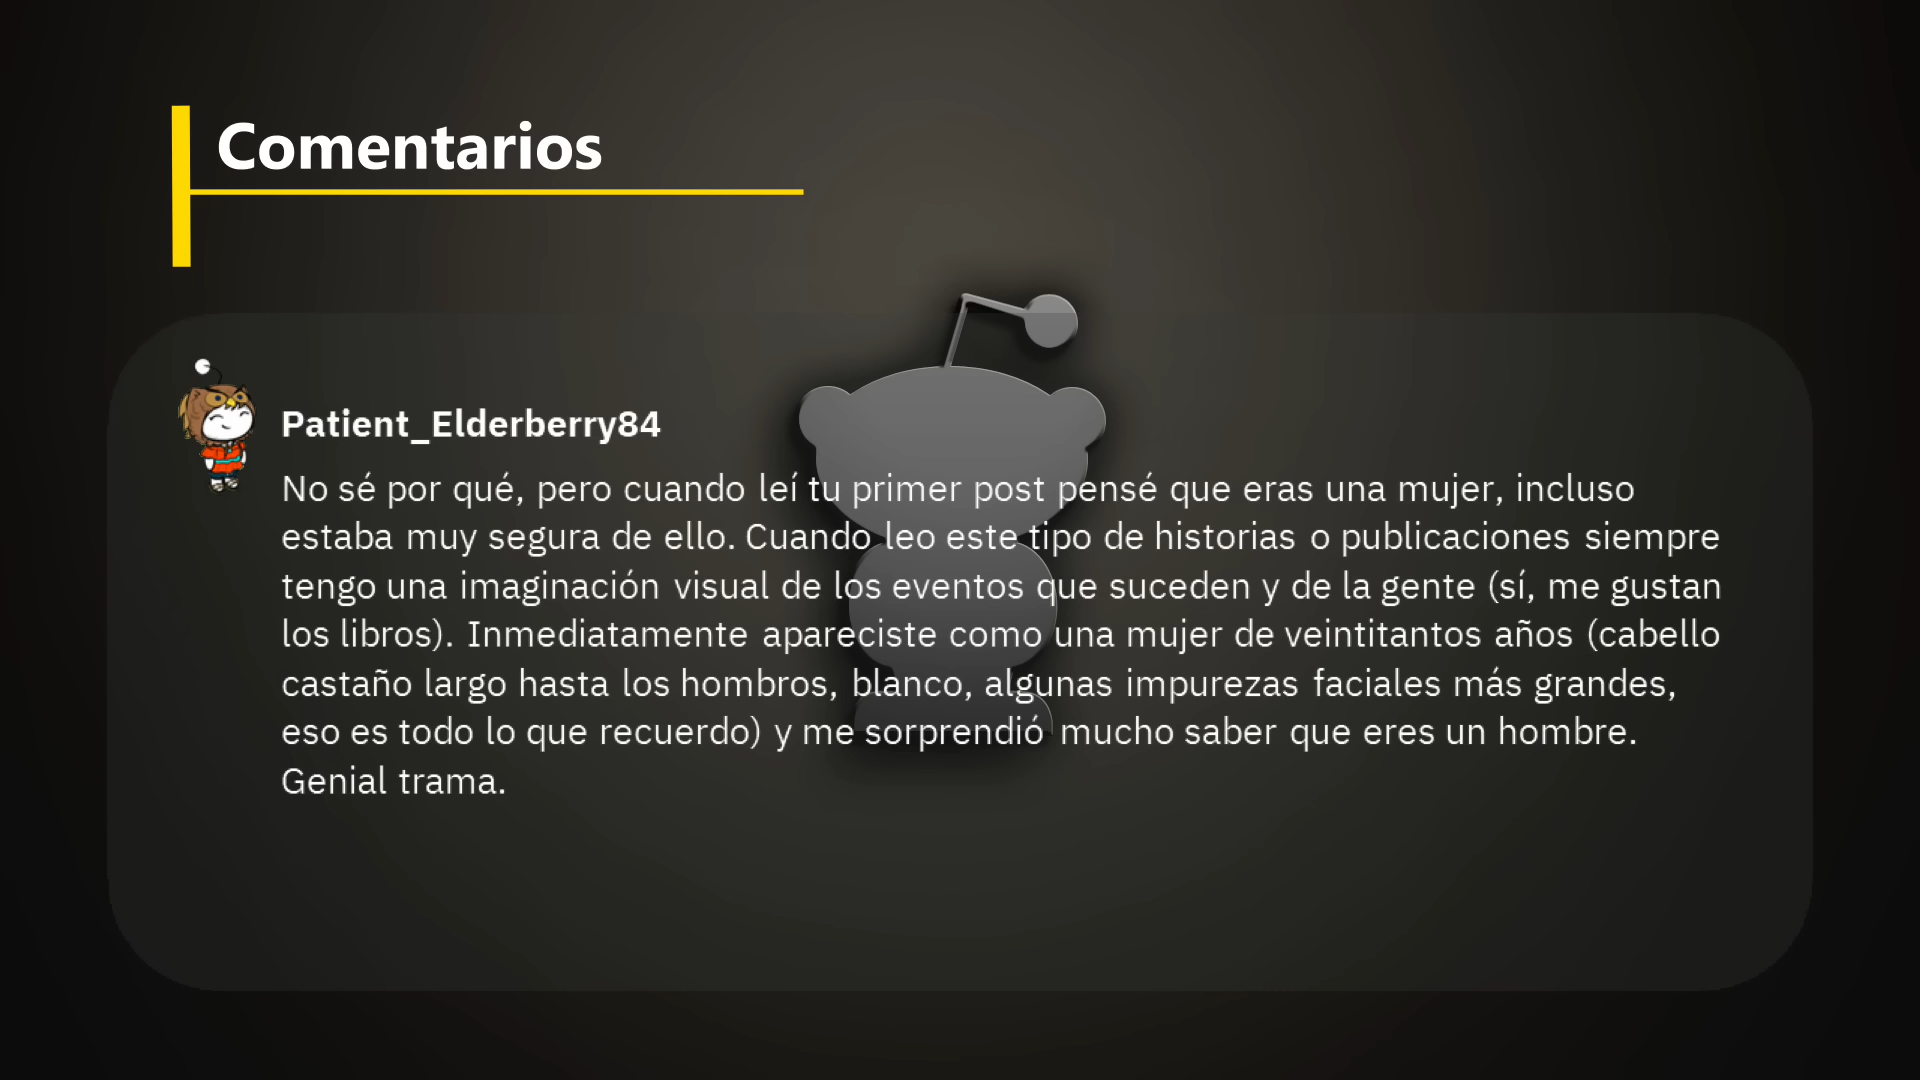 Comentarios
Patient_Elderberry84
No sé por qué, pero cuando leí tu primer post pensé que eras una mujer, incluso
estaba muy segura de ello. Cuando leo este tipo de historias o publicaciones siempre
tengo una imaginación visual de los eventos que suceden y de la gente (sí, me gustan
los libros). Inmediatamente apareciste como una mujer de veintitantos años (cabello
castaño largo hasta los hombros, blanco, algunas impurezas faciales más grandes,
eso es todo lo que recuerdo) y me sorprendió mucho saber que eres un hombre.
Genial trama.